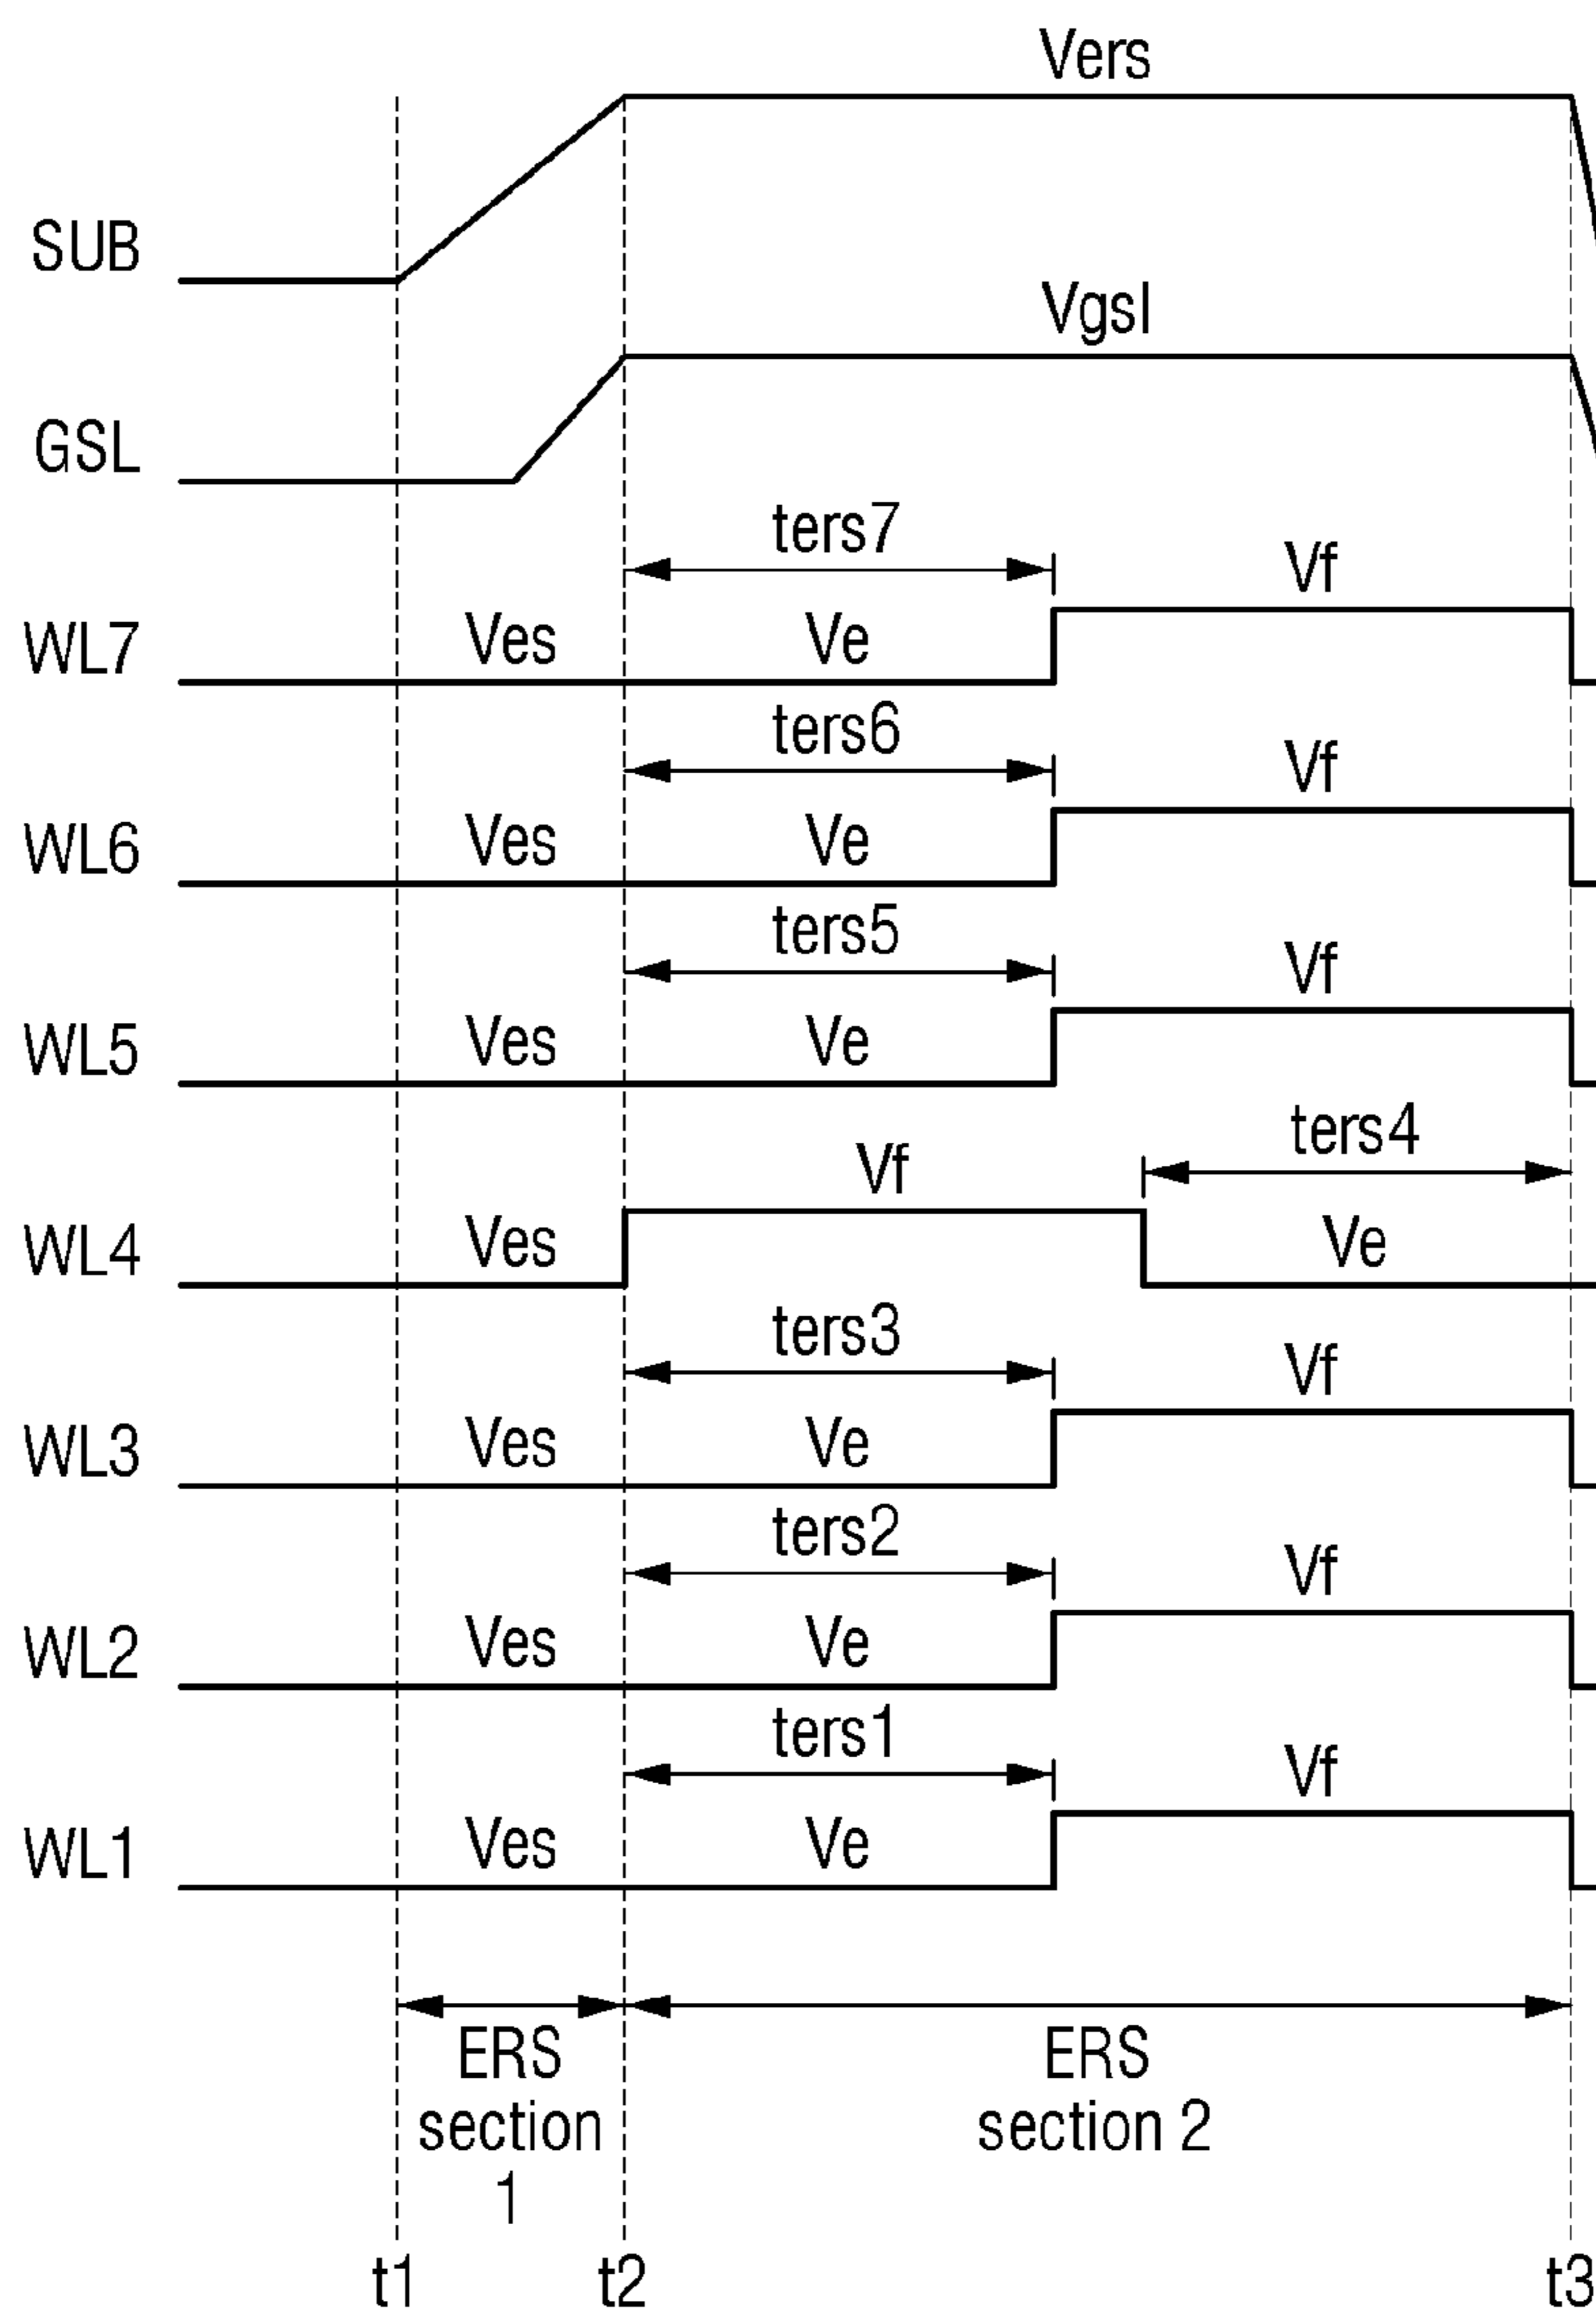 Vers
SUB
Vgsl
GSL
ters7
Vf
WL7 Ves Ve
ters6
Vf
WL6 Ves Ve
ters5
Vf
WL5 Ves Ve
ters4
Vf
WL4 Ves Ve
ters3
Vf
WL3 Ves Ve
ters2
Vf
WL2 Ves Ve
ters1
Vf
WL1 Ves Ve
ERS
section
1
ERS
section 2
t1 t2 t3